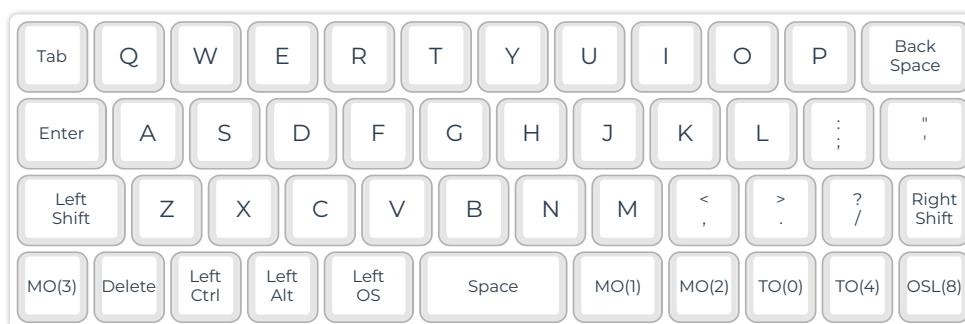 Tab Q W E R T Y U I O P Back Space
Enter A S D F G H J K L : ; " '
Left Shift Z X C V B N M < , > . ? / Right Shift
MO(3) Delete Left Ctrl Left Alt Left OS Space MO(1) MO(2) TO(0) TO(4) OSL(8)